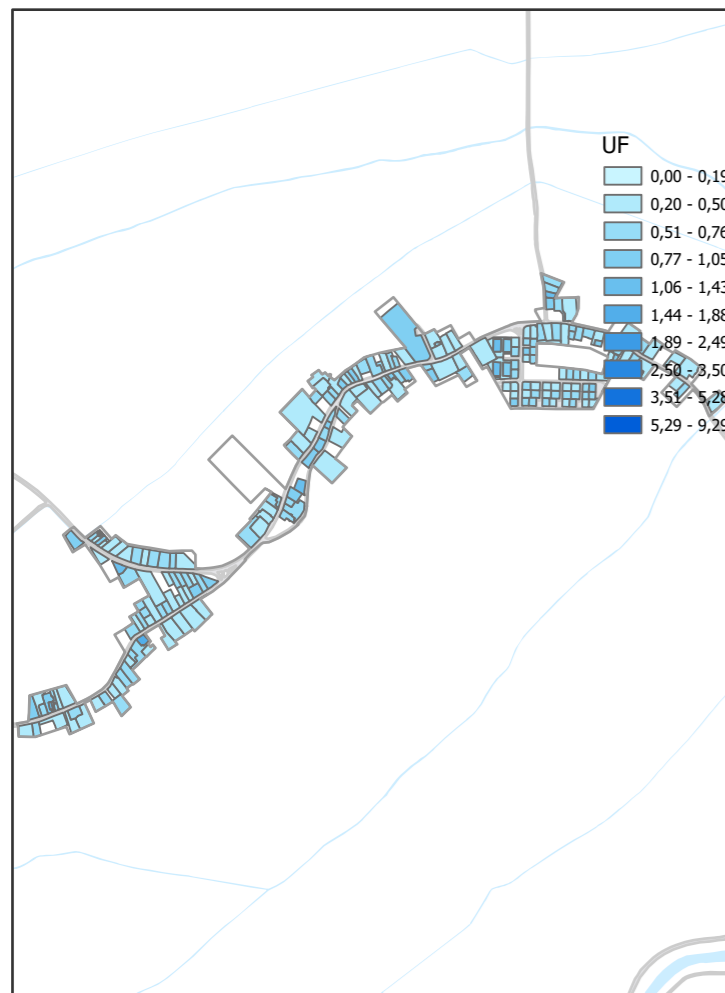 UF
0,00 - 0,19
0,20 - 0,50
0,51 - 0,76
0,77 - 1,05
1,06 - 1,43
1,44 - 1,88
1,89 - 2,49
2,50 - 3,50
3,51 - 5,28
5,29 - 9,29